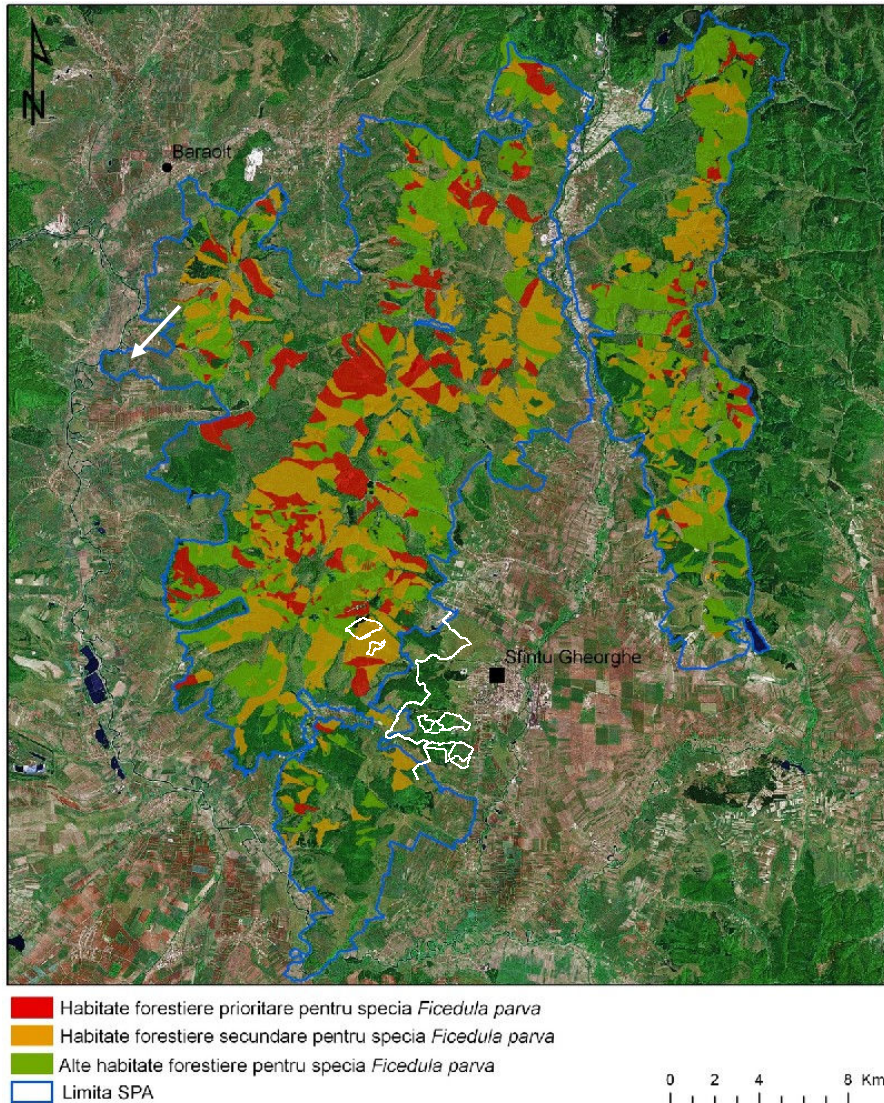 N
Baraolt
Sfintu Gheorghe
Habitate forestiere prioritare pentru specia Ficedula parva
Habitate forestiere secundare pentru specia Ficedula parva
Alte habitate forestiere pentru specia Ficedula parva
Limita SPA
0 2 4 8 Km